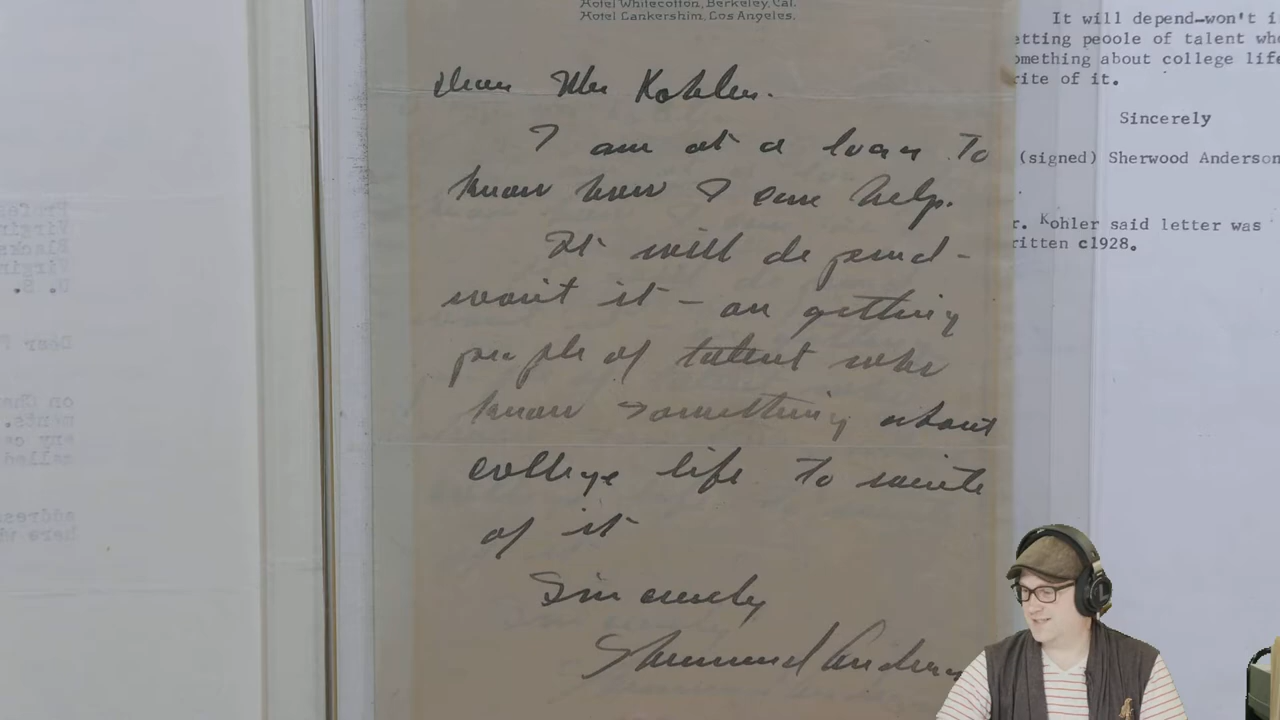 Hotel Whitecotton, Berkeley, Cal.
Hotel Lankershim, Los Angeles.
Dear Mr Kohler.
I am at a loss to
know how I can help.
It will depend-
won't it - on getting
people of talent who
know something about
college life to write
of it
Sincerely
Sherwood Anderson
It will depend—won't i
etting peoole of talent who
omething about college life
rite of it.
Sincerely
(signed) Sherwood Anderson
r. Kohler said letter was
ritten c1928.